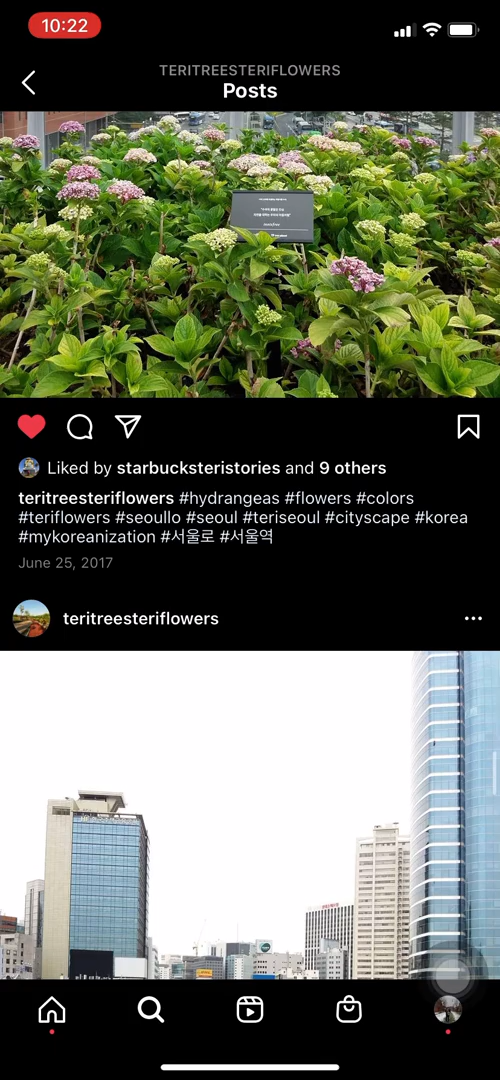 10:22
TERITREESTERIFLOWERS
Posts
Liked by starbucksteristories and 9 others
teritreesteriflowers #hydrangeas #flowers #colors
#teriflowers #seoullo #seoul #teriseoul #cityscape #korea
#mykoreanization #서울로 #서울역
June 25, 2017
teritreesteriflowers